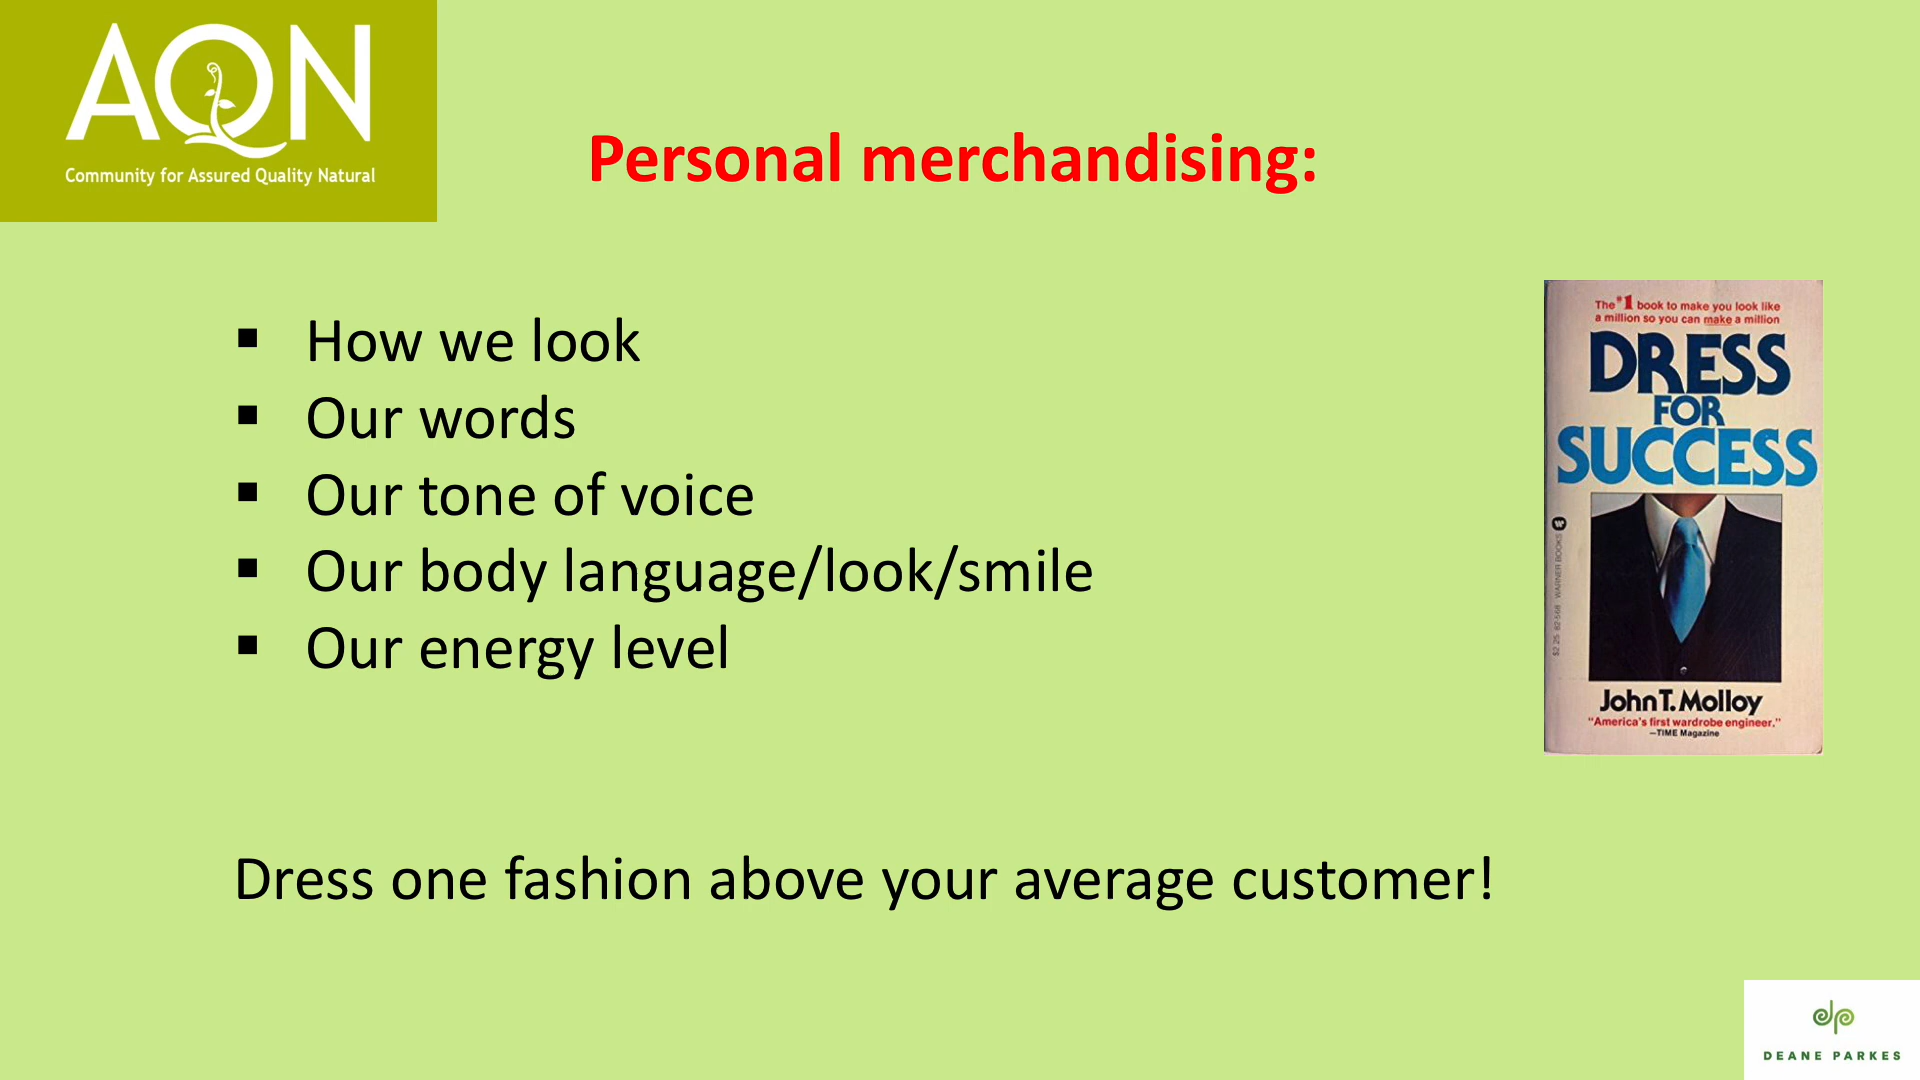 AQN
Community for Assured Quality Natural
Personal merchandising:
▪ How we look
▪ Our words
▪ Our tone of voice
▪ Our body language/look/smile
▪ Our energy level
The #1 book to make you look like
a million so you can make a million
DRESS
FOR
SUCCESS
WARNER BOOKS
John T. Molloy
"America's first wardrobe engineer."
—TIME Magazine
Dress one fashion above your average customer!
DEANE PARKES